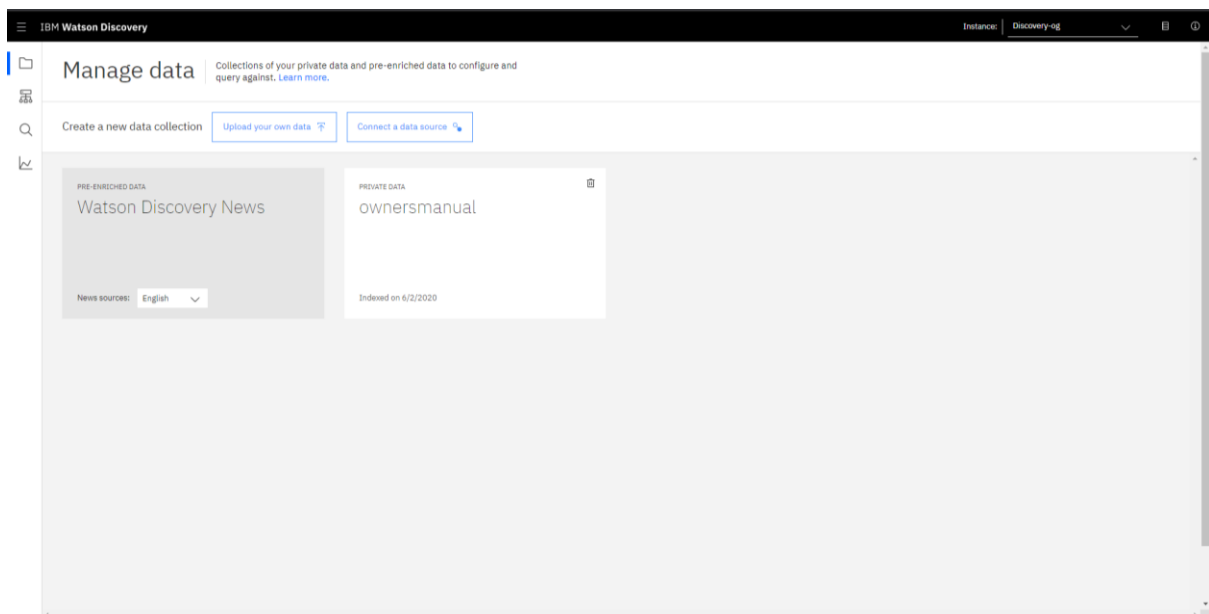 IBM Watson Discovery
Instance: Discovery-og
Manage data
Collections of your private data and pre-enriched data to configure and
query against. Learn more.
Create a new data collection
Upload your own data
Connect a data source
PRE-ENRICHED DATA
Watson Discovery News
News sources: English
PRIVATE DATA
ownersmanual
Indexed on 6/2/2020